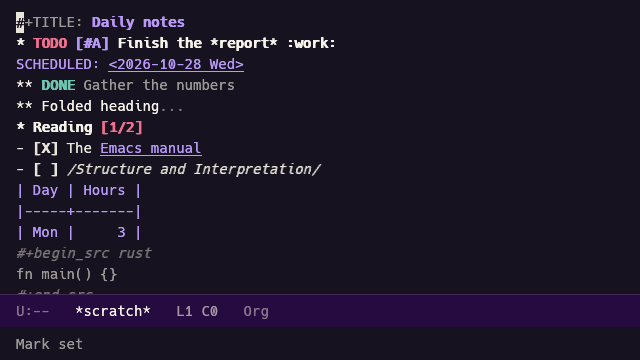 #+TITLE: Daily notes
* TODO [#A] Finish the *report* :work:
SCHEDULED: <2026-10-28 Wed>
** DONE Gather the numbers
** Folded heading...
* Reading [1/2]
- [X] The Emacs manual
- [ ] /Structure and Interpretation/
| Day | Hours |
|-----+-------|
| Mon |     3 |
#+begin_src rust
fn main() {}
#+end_src
U:--   *scratch*   L1 C0   Org
Mark set